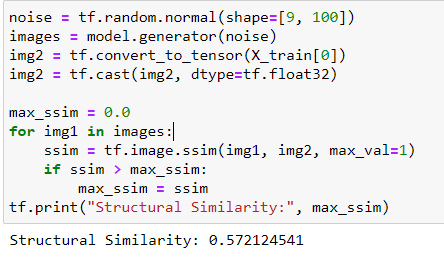 noise = tf.random.normal(shape=[9, 100])
images = model.generator(noise)
img2 = tf.convert_to_tensor(X_train[0])
img2 = tf.cast(img2, dtype=tf.float32)

max_ssim = 0.0
for img1 in images:
    ssim = tf.image.ssim(img1, img2, max_val=1)
    if ssim > max_ssim:
        max_ssim = ssim
tf.print("Structural Similarity:", max_ssim)
Structural Similarity: 0.572124541